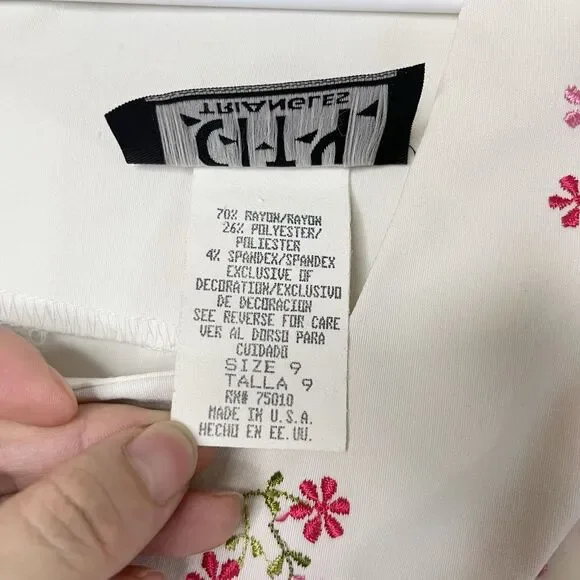 TRIANGLES
70% RAYON/RAYON
26% POLYESTER/
POLIESTER
4% SPANDEX/SPANDEX
EXCLUSIVE OF
DECORATION/EXCLUSIVO
DE DECORACION
SEE REVERSE FOR CARE
VER AL DORSO PARA
CUIDADO
SIZE 9
TALLA 9
RN# 75010
MADE IN U.S.A.
HECHO EN EE.UU.